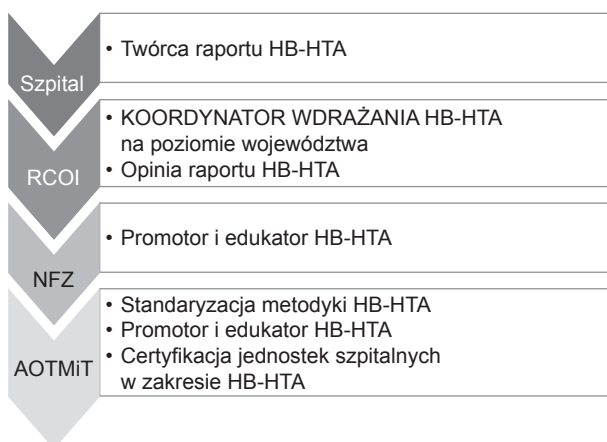 Szpital
• Twórca raportu HB-HTA
RCOI
• KOORDYNATOR WDRAŻANIA HB-HTA
na poziomie województwa
• Opinia raportu HB-HTA
NFZ
• Promotor i edukator HB-HTA
AOTMiT
• Standaryzacja metodyki HB-HTA
• Promotor i edukator HB-HTA
• Certyfikacja jednostek szpitalnych
w zakresie HB-HTA